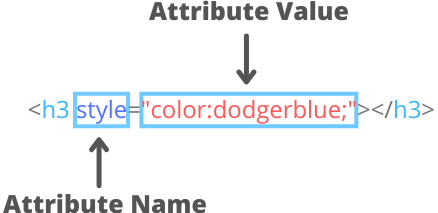 Attribute Value
<h3 style="color:dodgerblue;"></h3>
Attribute Name